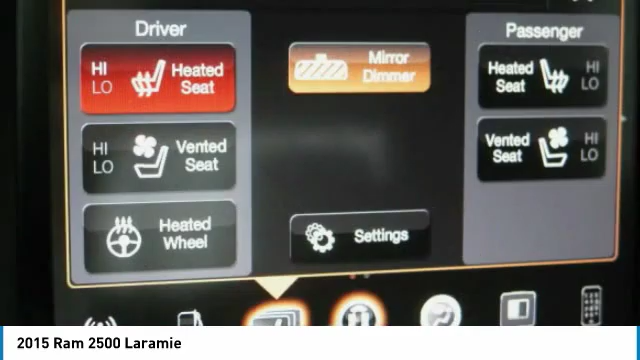 Driver
Passenger
HI
LO
Heated
Seat
Mirror
Dimmer
Heated
Seat
HI
LO
HI
LO
Vented
Seat
Vented
Seat
HI
LO
Heated
Wheel
Settings
2015 Ram 2500 Laramie